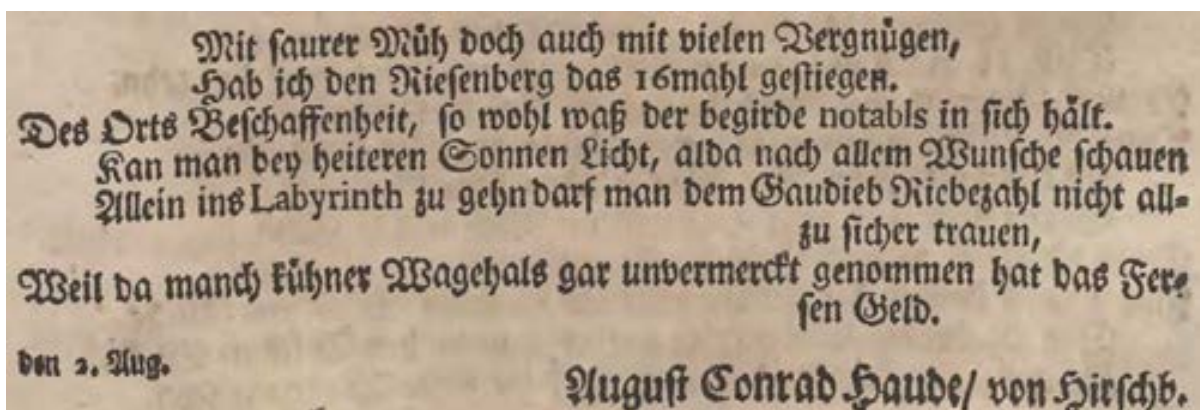 Mit saurer Müh doch auch mit vielen Vergnügen,
Hab ich den Riesenberg das 16mahl gestiegen.
Des Orts Beschaffenheit, so wohl waß der begirde notabls in sich hält.
Kan man bey heiteren Sonnen Licht, alda nach allem Wunsche schauen
Allein ins Labyrinth zu gehn darf man dem Gaudieb Riebezahl nicht all-
zu sicher trauen,
Weil da manch kühner Wagehals gar unvermerckt genommen hat das Fer-
sen Geld.
den 2. Aug.
August Conrad Haude/ von Hirschb.